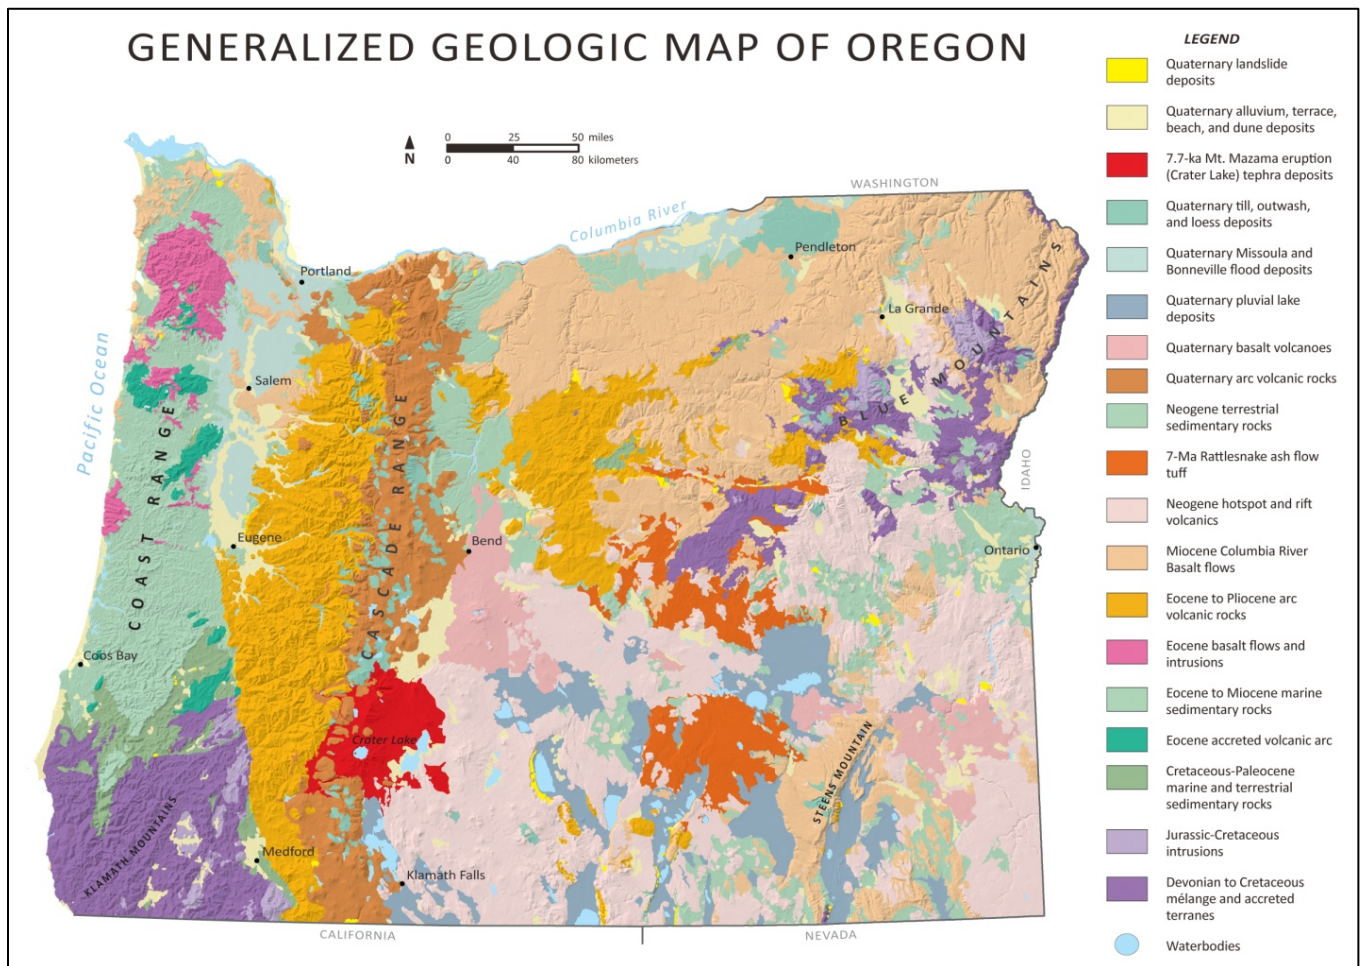 GENERALIZED GEOLOGIC MAP OF OREGON
N
0 25 50 miles
0 40 80 kilometers
WASHINGTON
Columbia River
Pendleton
Portland
La Grande
BLUE MOUNTAINS
Pacific Ocean
Salem
COAST RANGE
CASCADE RANGE
IDAHO
Eugene
Bend
Ontario
Coos Bay
Crater Lake
STEENS MOUNTAIN
KLAMATH MOUNTAINS
Medford
Klamath Falls
CALIFORNIA
NEVADA
LEGEND
Quaternary landslide
deposits
Quaternary alluvium, terrace,
beach, and dune deposits
7.7-ka Mt. Mazama eruption
(Crater Lake) tephra deposits
Quaternary till, outwash,
and loess deposits
Quaternary Missoula and
Bonneville flood deposits
Quaternary pluvial lake
deposits
Quaternary basalt volcanoes
Quaternary arc volcanic rocks
Neogene terrestrial
sedimentary rocks
7-Ma Rattlesnake ash flow
tuff
Neogene hotspot and rift
volcanics
Miocene Columbia River
Basalt flows
Eocene to Pliocene arc
volcanic rocks
Eocene basalt flows and
intrusions
Eocene to Miocene marine
sedimentary rocks
Eocene accreted volcanic arc
Cretaceous-Paleocene
marine and terrestrial
sedimentary rocks
Jurassic-Cretaceous
intrusions
Devonian to Cretaceous
mélange and accreted
terranes
Waterbodies